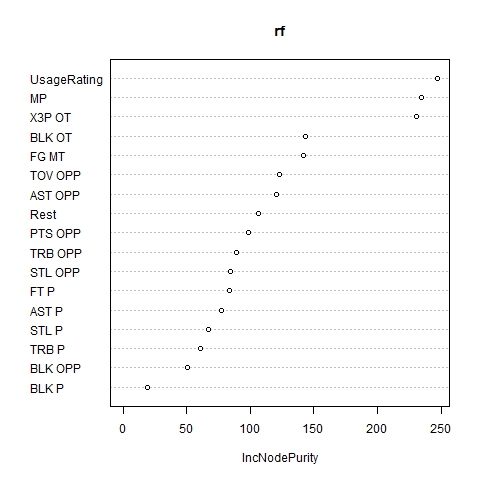 rf
UsageRating
MP
X3P OT
BLK OT
FG MT
TOV OPP
AST OPP
Rest
PTS OPP
TRB OPP
STL OPP
FT P
AST P
STL P
TRB P
BLK OPP
BLK P
0 50 100 150 200 250
IncNodePurity